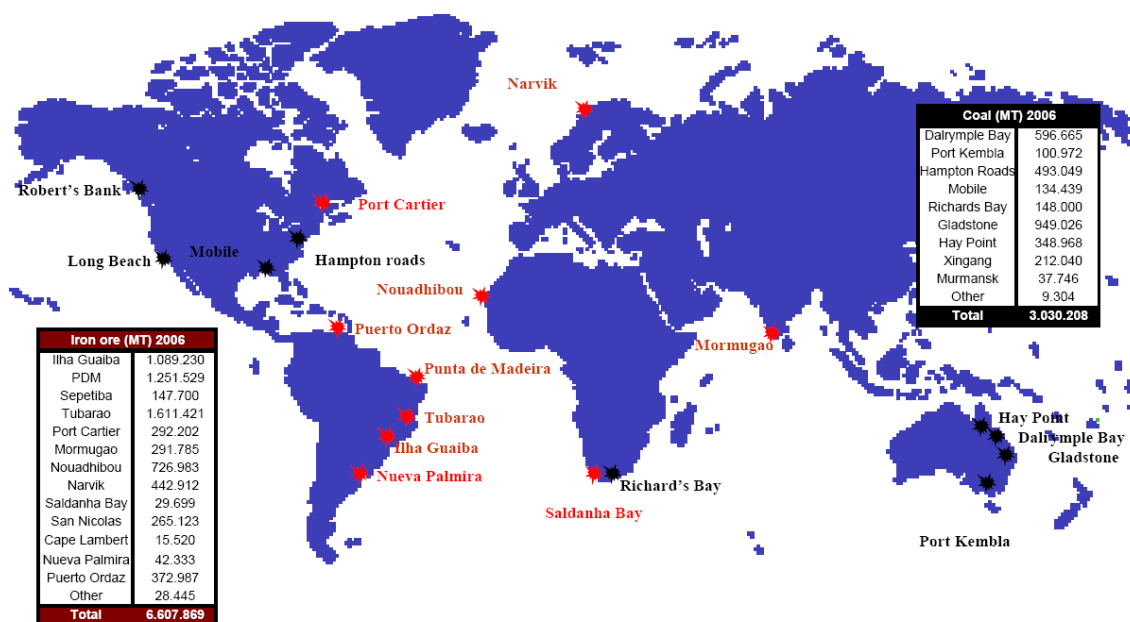 Narvik
Robert's Bank
Port Cartier
Mobile
Long Beach
Hampton roads
Nouadhibou
Puerto Ordaz
Mormugao
Punta de Madeira
Tubarao
Ilha Guaiba
Nueva Palmira
Richard's Bay
Saldanha Bay
Hay Point
Dalrymple Bay
Gladstone
Port Kembla
Coal (MT) 2006
Dalrymple Bay 596.665
Port Kembla 100.972
Hampton Roads 493.049
Mobile 134.439
Richards Bay 148.000
Gladstone 949.026
Hay Point 348.968
Xingang 212.040
Murmansk 37.746
Other 9.304
Total 3.030.208
Iron ore (MT) 2006
Ilha Guaiba 1.089.230
PDM 1.251.529
Sepetiba 147.700
Tubarao 1.611.421
Port Cartier 292.202
Mormugao 291.785
Nouadhibou 726.983
Narvik 442.912
Saldanha Bay 29.699
San Nicolas 265.123
Cape Lambert 15.520
Nueva Palmira 42.333
Puerto Ordaz 372.987
Other 28.445
Total 6.607.869